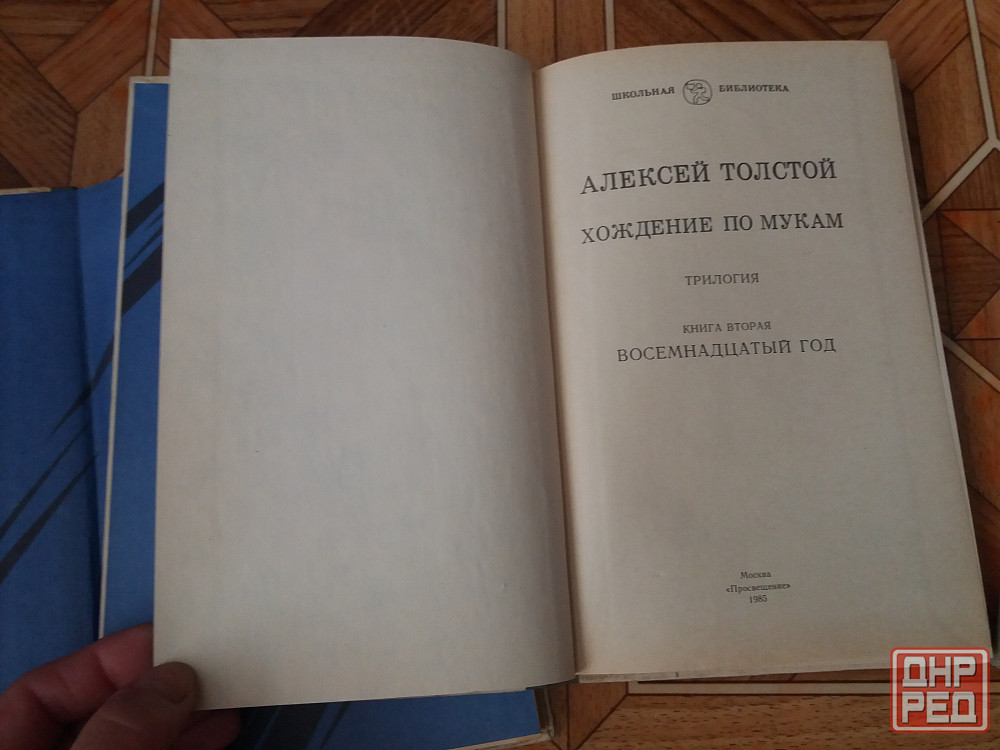 ШКОЛЬНАЯ БИБЛИОТЕКА
АЛЕКСЕЙ ТОЛСТОЙ
ХОЖДЕНИЕ ПО МУКАМ
ТРИЛОГИЯ
КНИГА ВТОРАЯ
ВОСЕМНАДЦАТЫЙ ГОД
Москва
«Просвещение»
1985
ДНР
РЕД